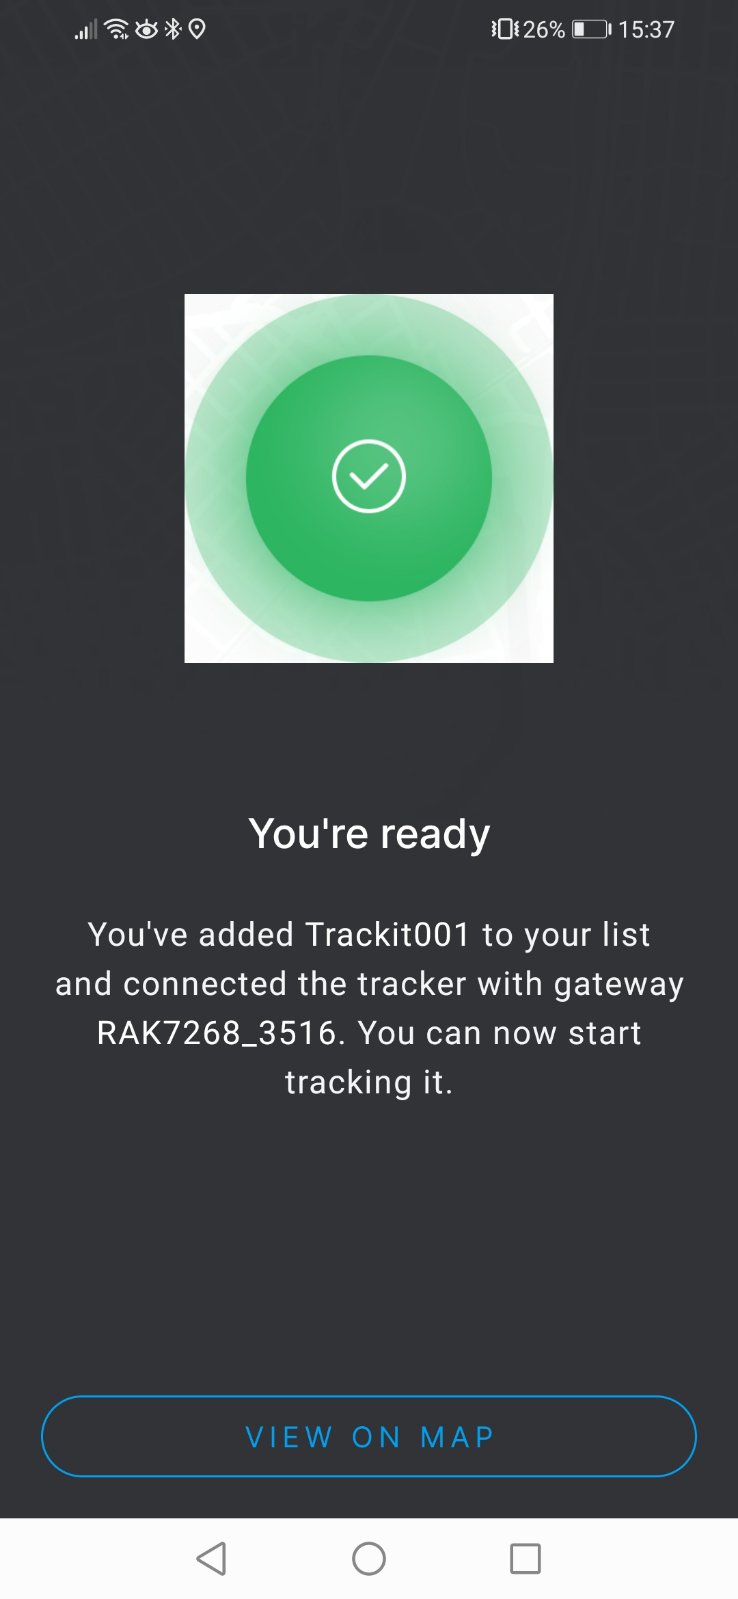 26% 15:37
You're ready
You've added Trackit001 to your list
and connected the tracker with gateway
RAK7268_3516. You can now start
tracking it.
VIEW ON MAP